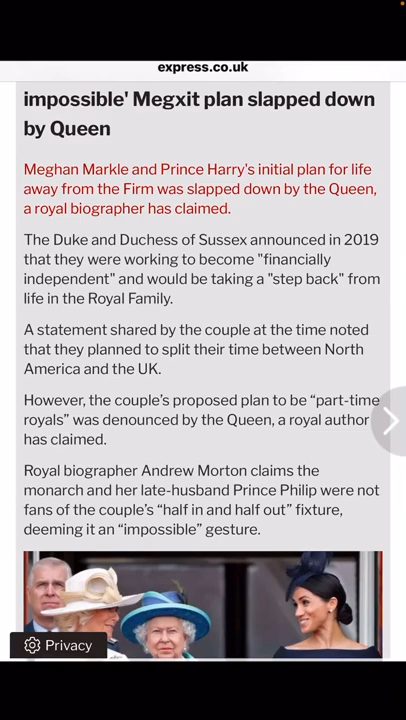 express.co.uk
impossible' Megxit plan slapped down
by Queen
Meghan Markle and Prince Harry's initial plan for life
away from the Firm was slapped down by the Queen,
a royal biographer has claimed.
The Duke and Duchess of Sussex announced in 2019
that they were working to become "financially
independent" and would be taking a "step back" from
life in the Royal Family.
A statement shared by the couple at the time noted
that they planned to split their time between North
America and the UK.
However, the couple's proposed plan to be “part-time
royals” was denounced by the Queen, a royal author
has claimed.
Royal biographer Andrew Morton claims the
monarch and her late-husband Prince Philip were not
fans of the couple's “half in and half out” fixture,
deeming it an “impossible” gesture.
Privacy